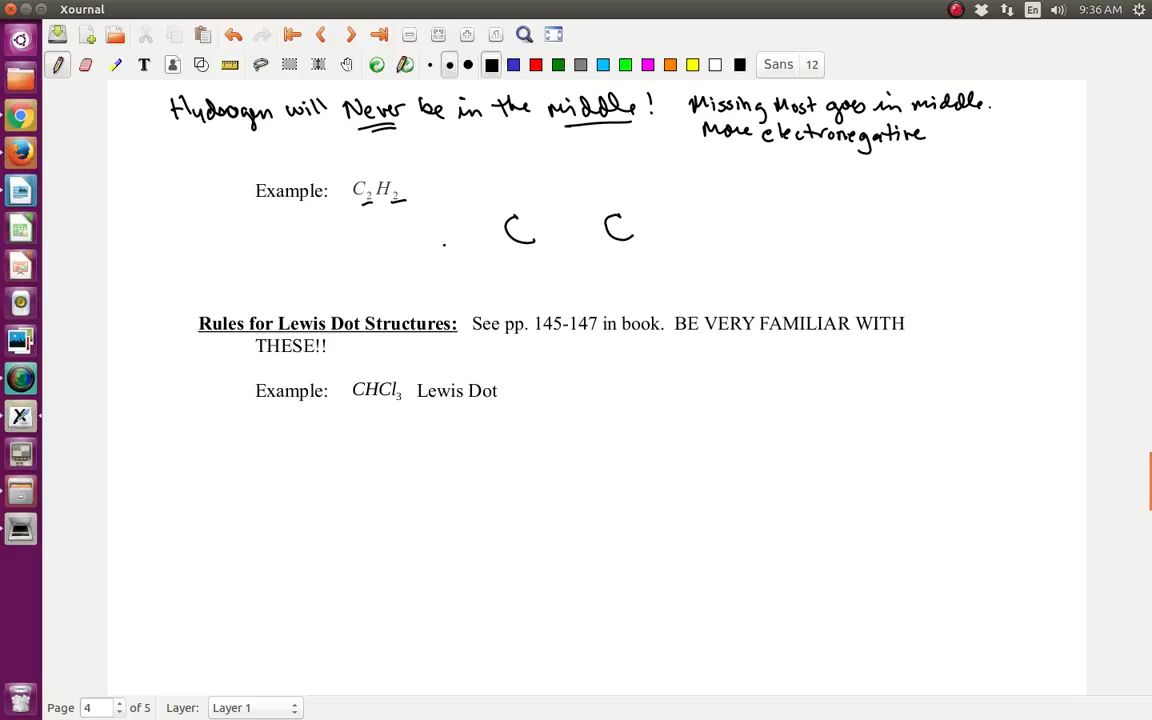 Xournal
En
9:36 AM
Sans 12
Hydrogen will Never be in the middle! Missing Most goes in middle.
More electronegative
Example: C2H2
C C
Rules for Lewis Dot Structures: See pp. 145-147 in book. BE VERY FAMILIAR WITH
THESE!!
Example: CHCl3 Lewis Dot
Page 4 of 5 Layer: Layer 1